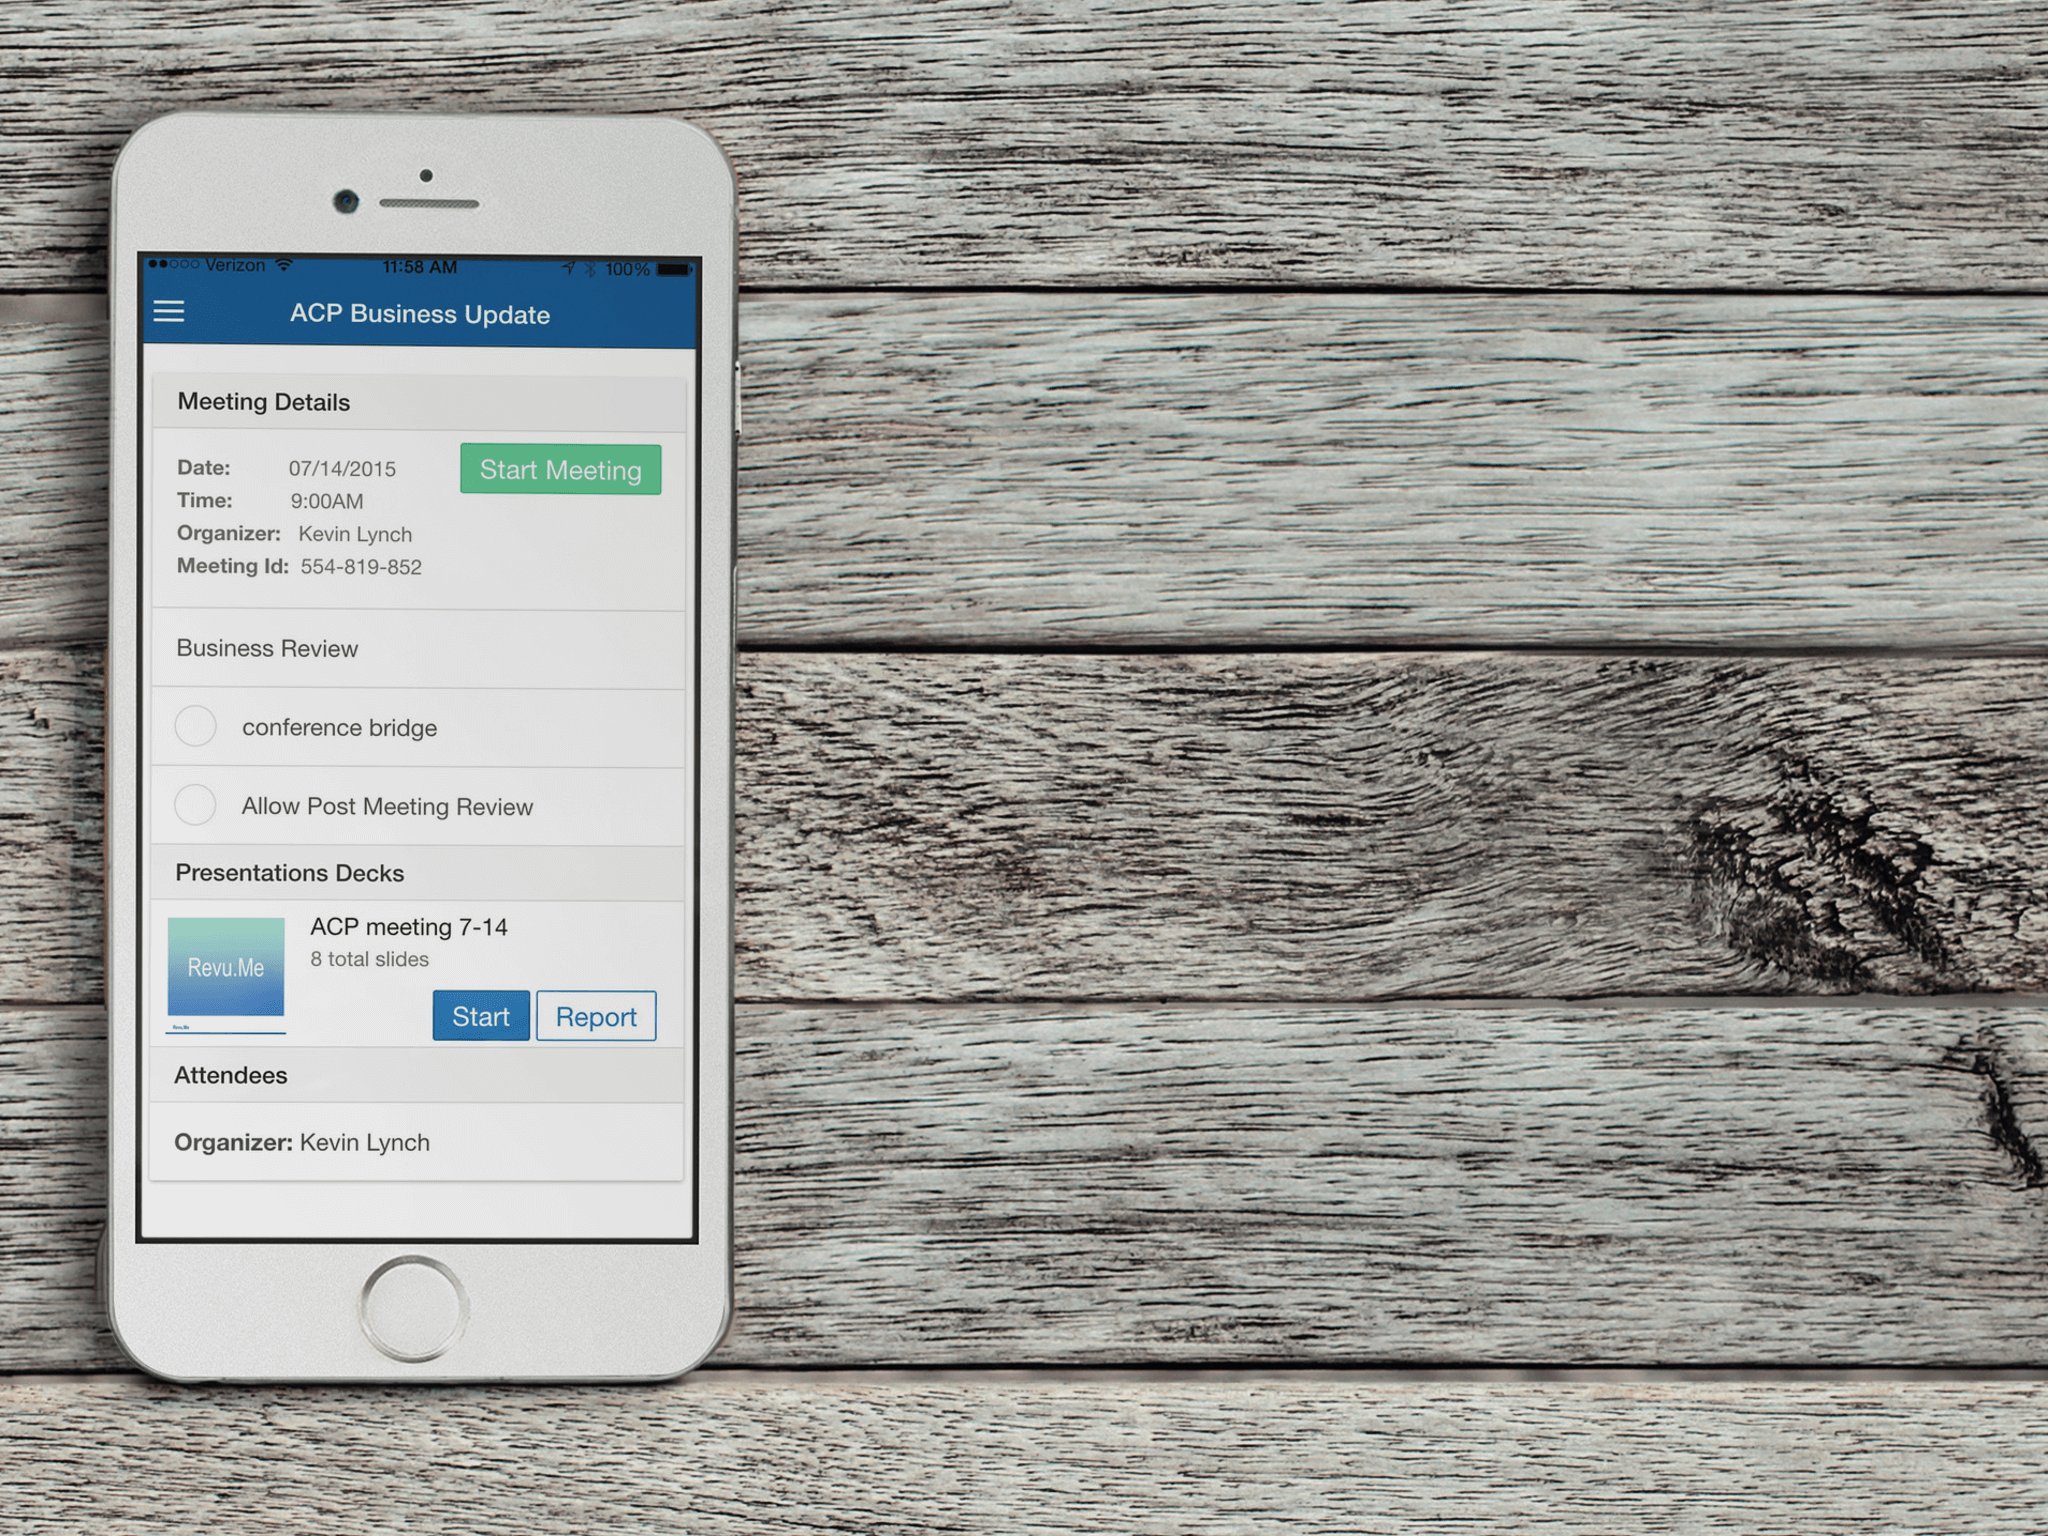 Verizon 11:58 AM 100%
ACP Business Update
Meeting Details
Date: 07/14/2015
Start Meeting
Time: 9:00AM
Organizer: Kevin Lynch
Meeting Id: 554-819-852
Business Review
conference bridge
Allow Post Meeting Review
Presentations Decks
Revu.Me
Revu.Me
ACP meeting 7-14
8 total slides
Start Report
Attendees
Organizer: Kevin Lynch